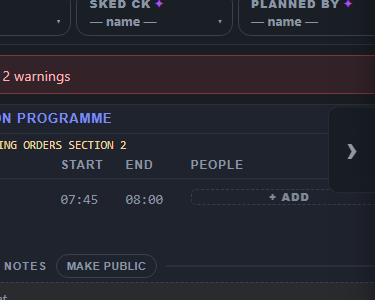 SKED CK ✦ PLANNED BY ✦
— name — — name —
2 warnings
ON PROGRAMME
ING ORDERS SECTION 2
START END PEOPLE
07:45 08:00 + ADD
NOTES MAKE PUBLIC